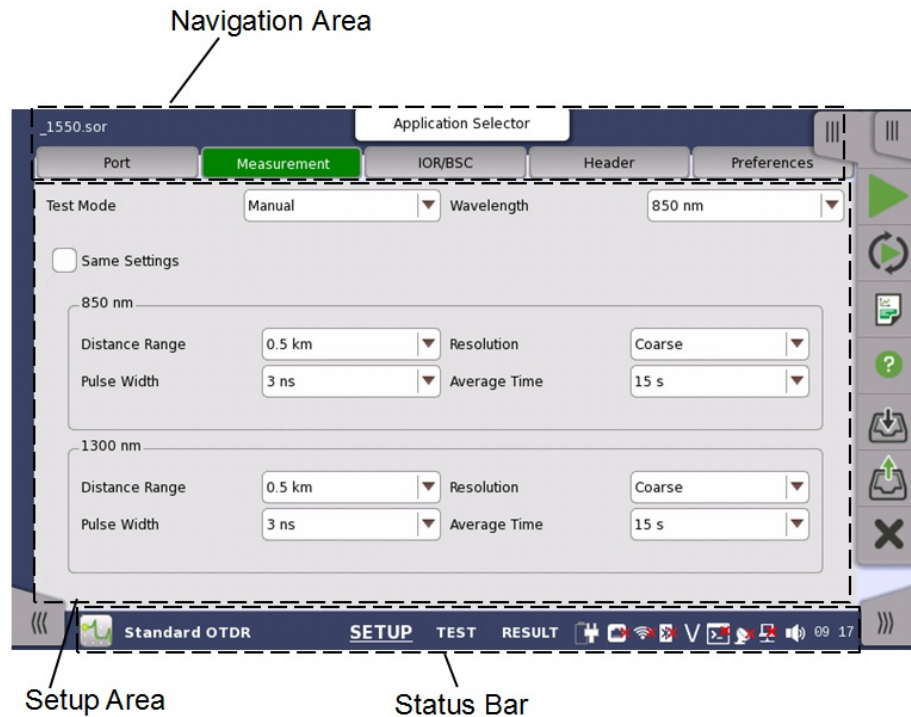 Navigation Area
_1550.sor
Application Selector
Port Measurement IOR/BSC Header Preferences
Test Mode Manual Wavelength 850 nm
Same Settings
850 nm
Distance Range 0.5 km Resolution Coarse
Pulse Width 3 ns Average Time 15 s
1300 nm
Distance Range 0.5 km Resolution Coarse
Pulse Width 3 ns Average Time 15 s
Standard OTDR SETUP TEST RESULT V 09 17
Setup Area
Status Bar